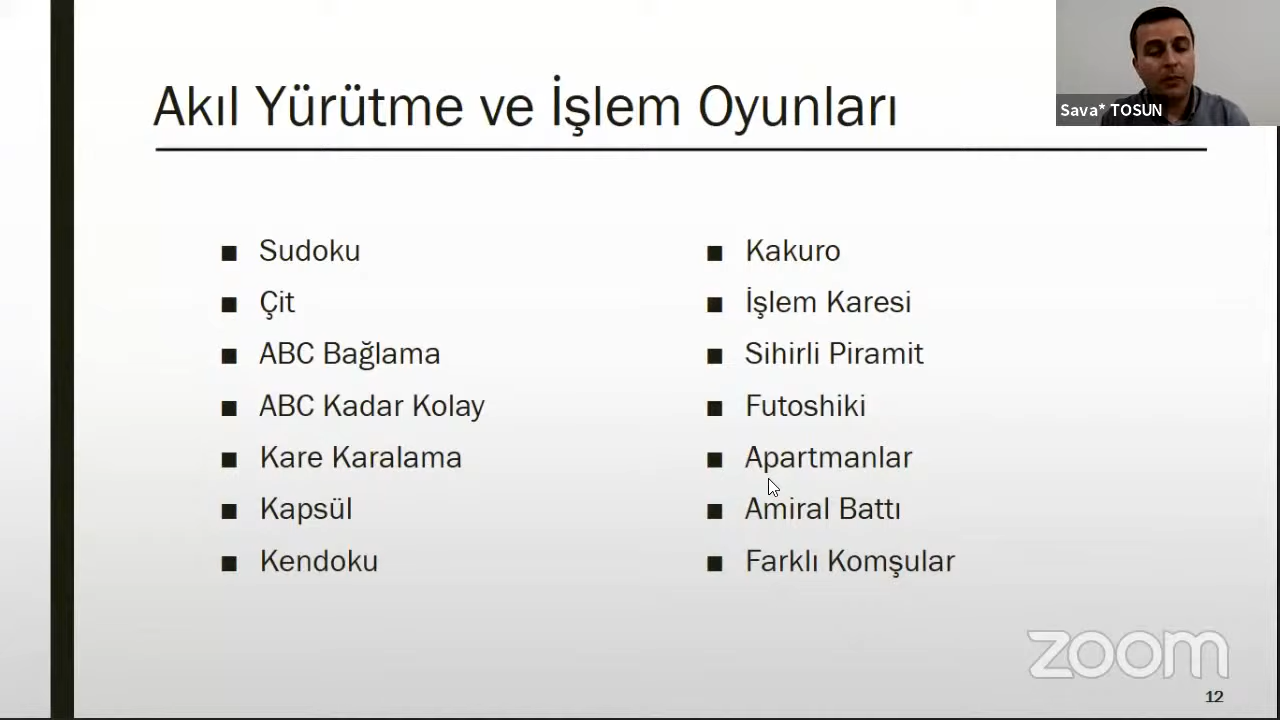 Akıl Yürütme ve İşlem Oyunları
Sava* TOSUN
Sudoku
Çit
ABC Bağlama
ABC Kadar Kolay
Kare Karalama
Kapsül
Kendoku
Kakuro
İşlem Karesi
Sihirli Piramit
Futoshiki
Apartmanlar
Amiral Battı
Farklı Komşular
zoom
12